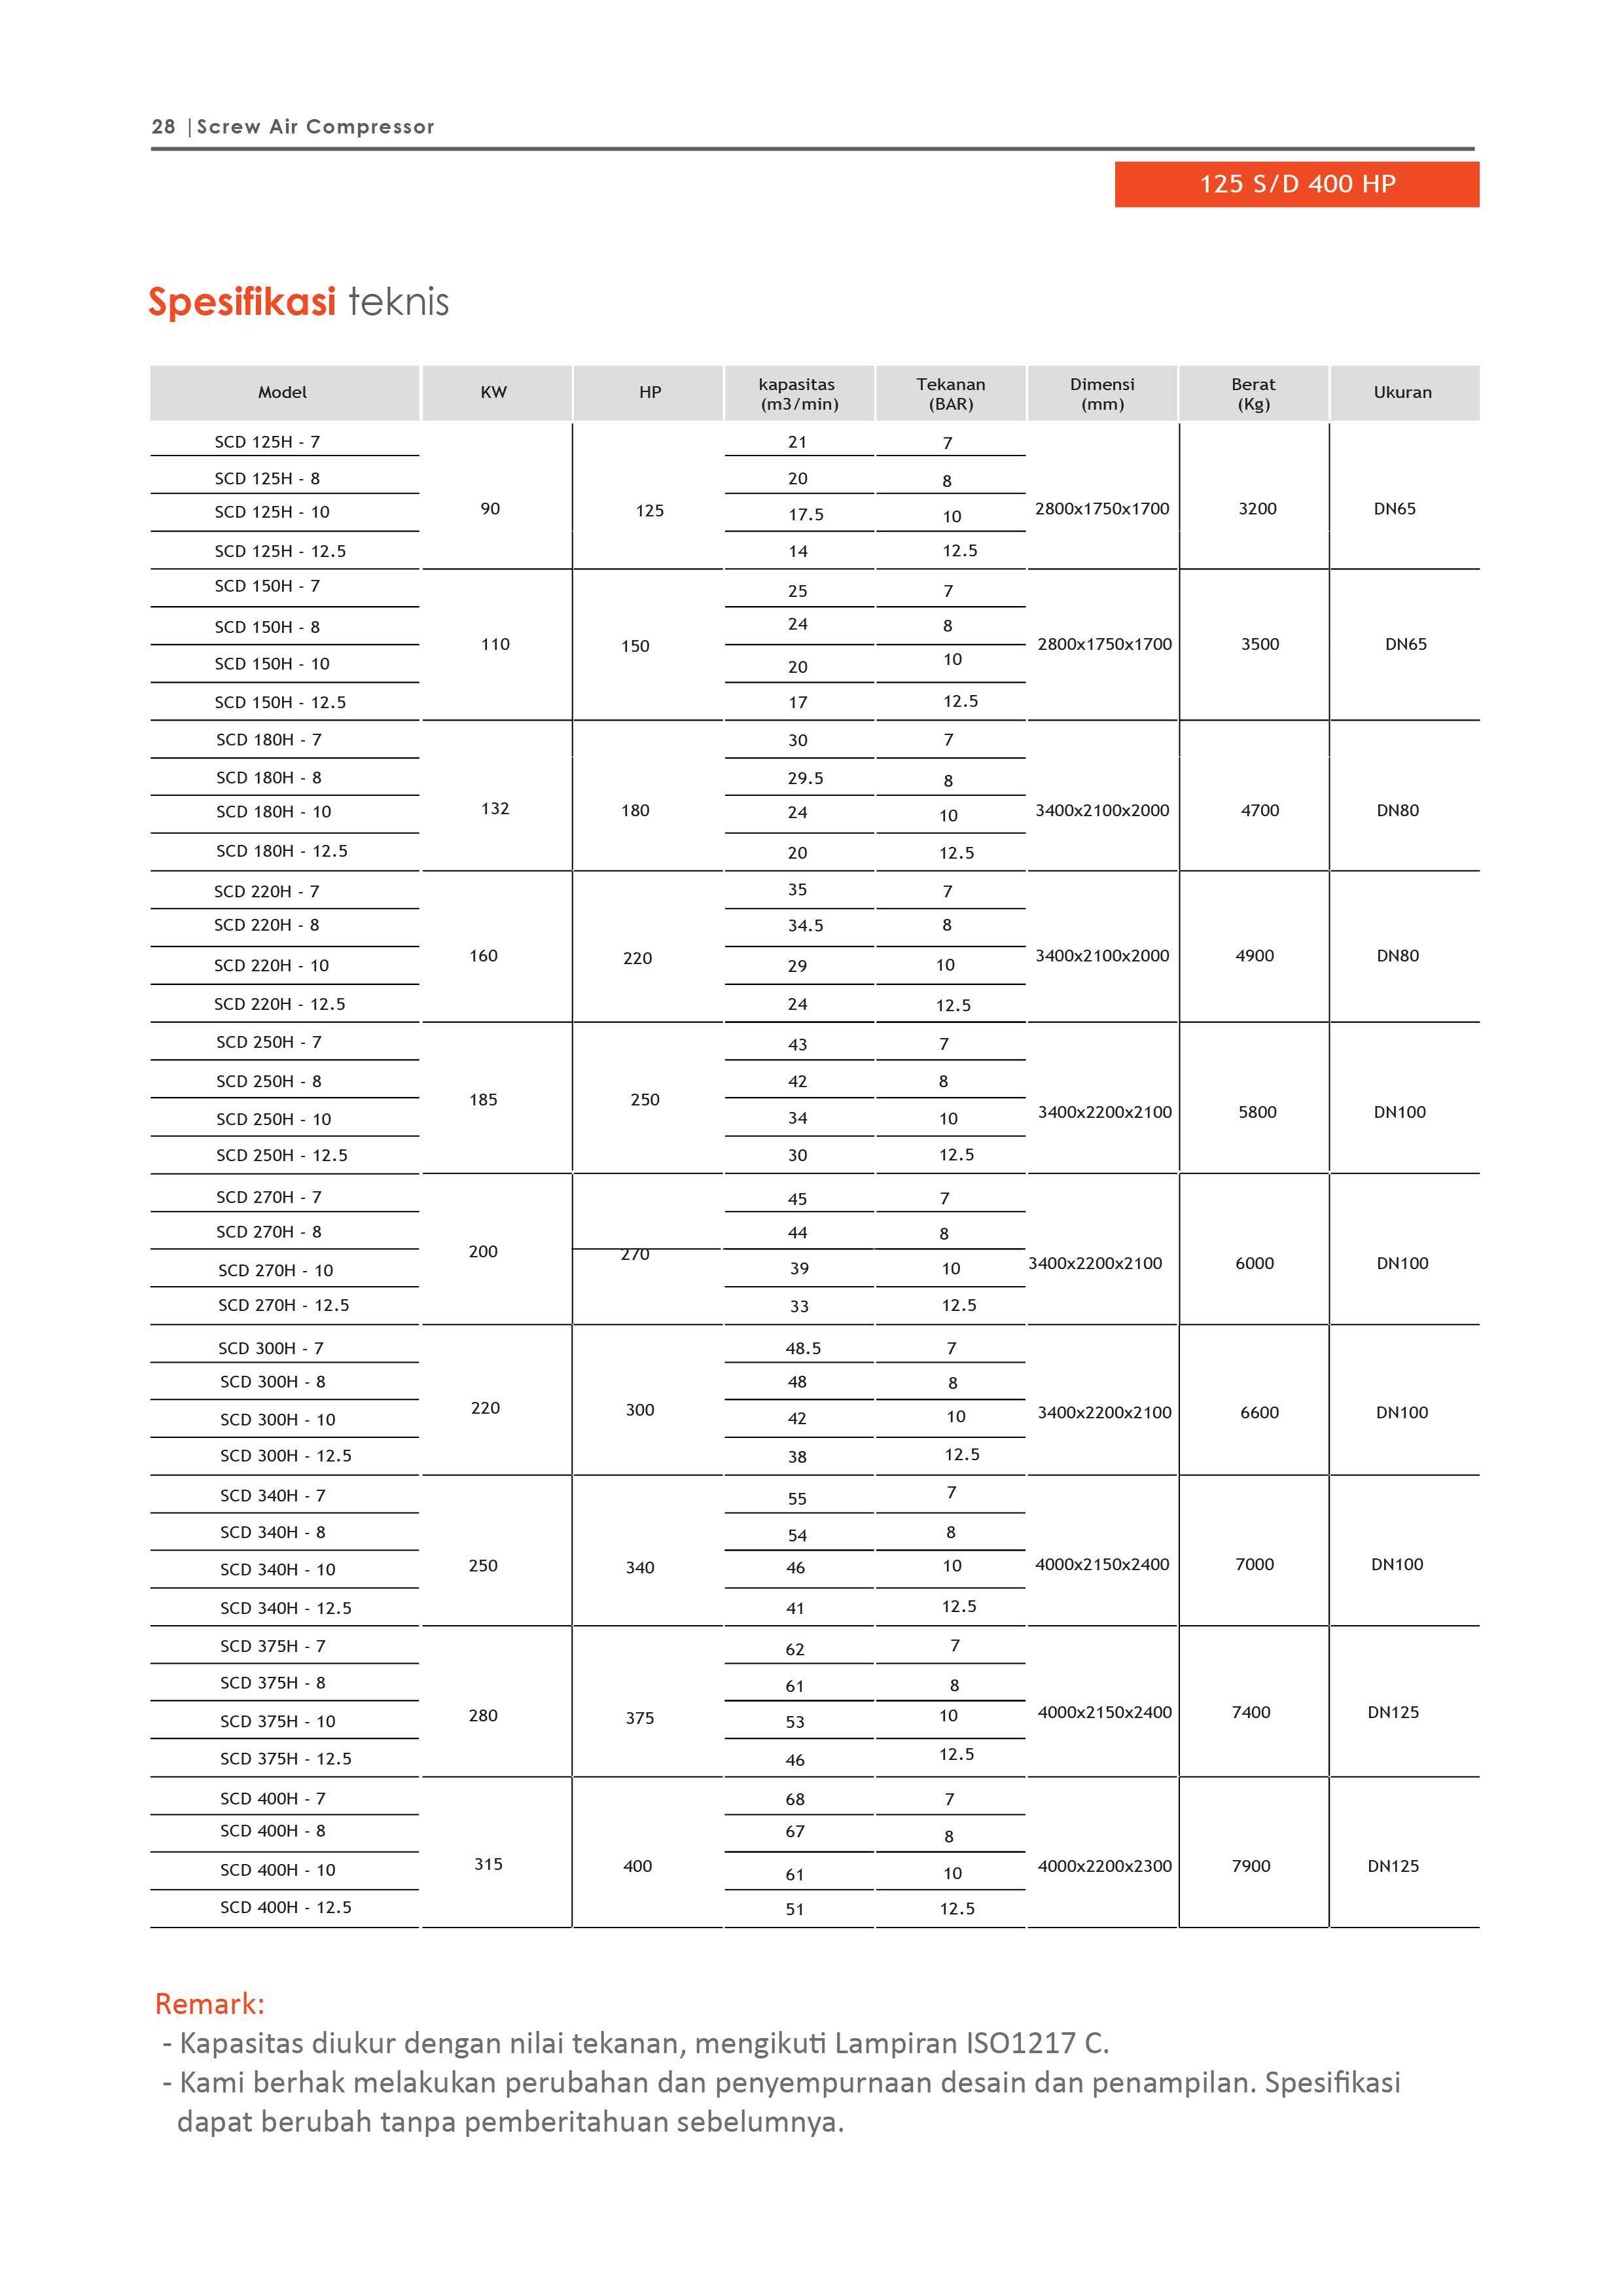 28 |Screw Air Compressor
125 S/D 400 HP
Spesifikasi teknis
Model KW HP kapasitas (m3/min) Tekanan (BAR) Dimensi (mm) Berat (Kg) Ukuran
SCD 125H - 7 21 7
SCD 125H - 8 20 8
90 125 2800x1750x1700 3200 DN65
SCD 125H - 10 17.5 10
SCD 125H - 12.5 14 12.5
SCD 150H - 7 25 7
SCD 150H - 8 24 8
110 150 2800x1750x1700 3500 DN65
SCD 150H - 10 20 10
SCD 150H - 12.5 17 12.5
SCD 180H - 7 30 7
SCD 180H - 8 29.5 8
132 180 3400x2100x2000 4700 DN80
SCD 180H - 10 24 10
SCD 180H - 12.5 20 12.5
SCD 220H - 7 35 7
SCD 220H - 8 34.5 8
160 220 3400x2100x2000 4900 DN80
SCD 220H - 10 29 10
SCD 220H - 12.5 24 12.5
SCD 250H - 7 43 7
SCD 250H - 8 42 8
185 250 3400x2200x2100 5800 DN100
SCD 250H - 10 34 10
SCD 250H - 12.5 30 12.5
SCD 270H - 7 45 7
SCD 270H - 8 44 8
200 270 3400x2200x2100 6000 DN100
SCD 270H - 10 39 10
SCD 270H - 12.5 33 12.5
SCD 300H - 7 48.5 7
SCD 300H - 8 48 8
220 300 3400x2200x2100 6600 DN100
SCD 300H - 10 42 10
SCD 300H - 12.5 38 12.5
SCD 340H - 7 55 7
SCD 340H - 8 54 8
250 340 4000x2150x2400 7000 DN100
SCD 340H - 10 46 10
SCD 340H - 12.5 41 12.5
SCD 375H - 7 62 7
SCD 375H - 8 61 8
280 375 4000x2150x2400 7400 DN125
SCD 375H - 10 53 10
SCD 375H - 12.5 46 12.5
SCD 400H - 7 68 7
SCD 400H - 8 67 8
315 400 4000x2200x2300 7900 DN125
SCD 400H - 10 61 10
SCD 400H - 12.5 51 12.5
Remark:
- Kapasitas diukur dengan nilai tekanan, mengikuti Lampiran ISO1217 C.
- Kami berhak melakukan perubahan dan penyempurnaan desain dan penampilan. Spesifikasi
dapat berubah tanpa pemberitahuan sebelumnya.